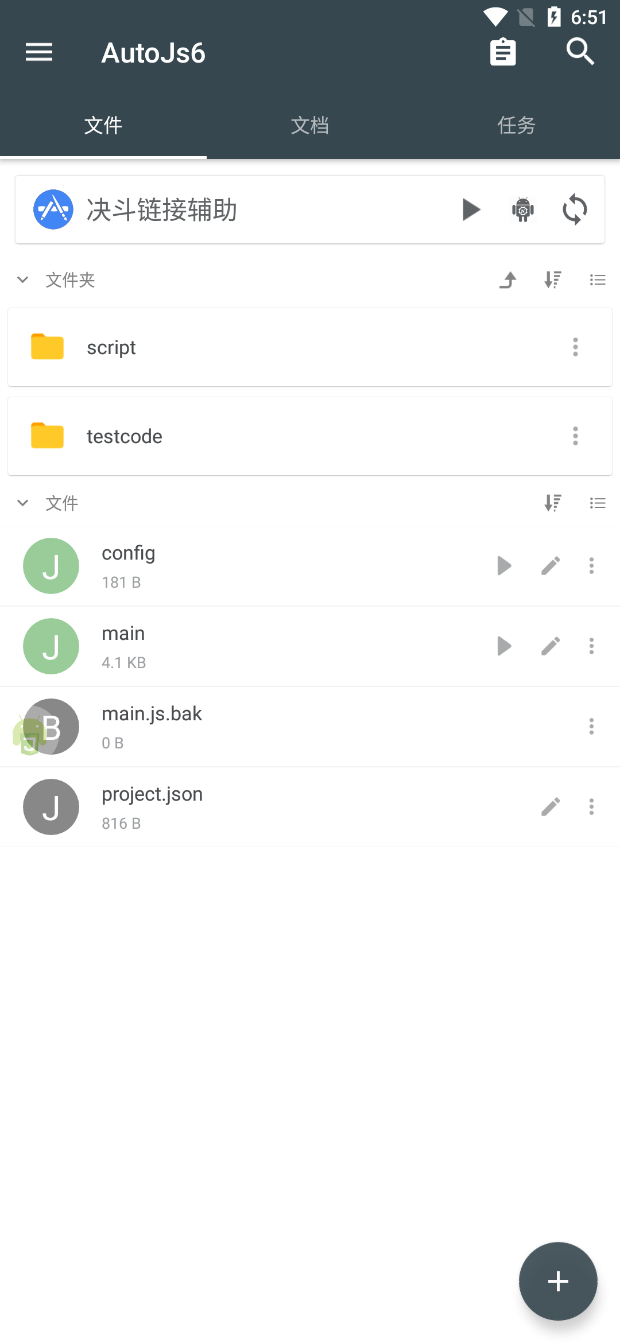 6:51
AutoJs6
文件
文档
任务
决斗链接辅助
文件夹
script
testcode
文件
J
config
181 B
J
main
4.1 KB
B
main.js.bak
0 B
J
project.json
816 B